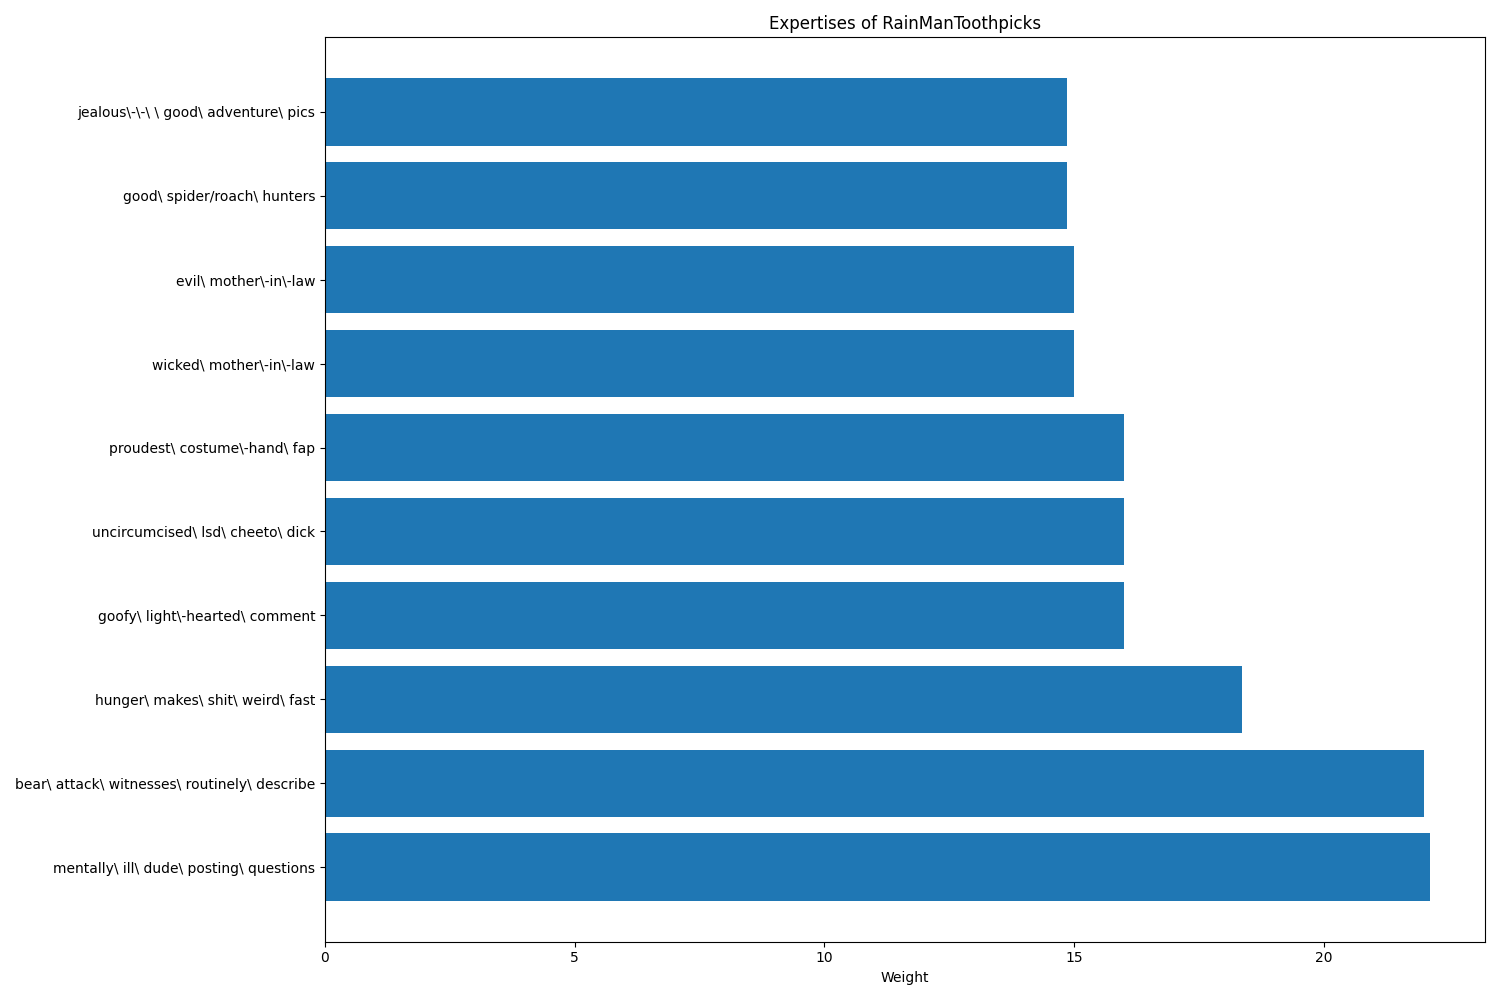 Expertises of RainManToothpicks
jealous\-\-\ \ good\ adventure\ pics
good\ spider/roach\ hunters
evil\ mother\-in\-law
wicked\ mother\-in\-law
proudest\ costume\-hand\ fap
uncircumcised\ lsd\ cheeto\ dick
goofy\ light\-hearted\ comment
hunger\ makes\ shit\ weird\ fast
bear\ attack\ witnesses\ routinely\ describe
mentally\ ill\ dude\ posting\ questions
0 5 10 15 20
Weight